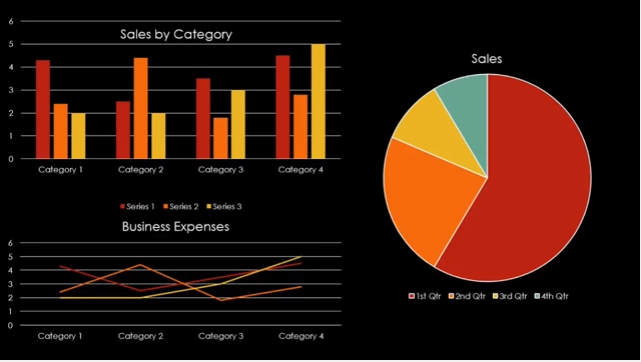 Sales by Category
6
5
4
3
2
1
0
Category 1 Category 2 Category 3 Category 4
Series 1 Series 2 Series 3
Business Expenses
6
5
4
3
2
1
0
Category 1 Category 2 Category 3 Category 4
Sales
1st Qtr 2nd Qtr 3rd Qtr 4th Qtr